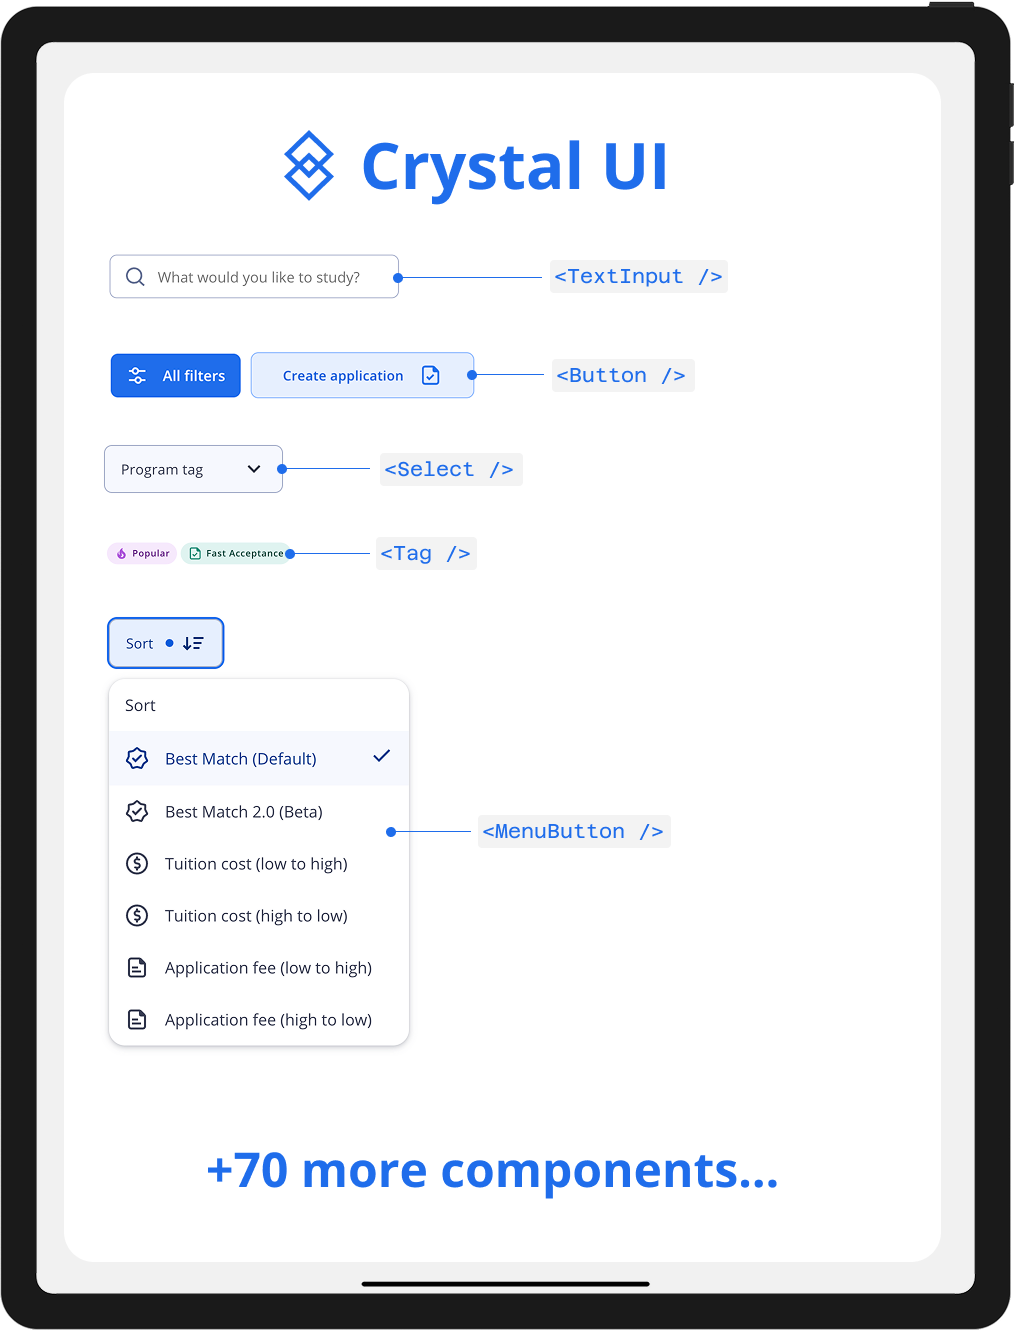 Crystal UI
What would you like to study?
<TextInput />
All filters
Create application
<Button />
Program tag
<Select />
Popular
Fast Acceptance
<Tag />
Sort
Sort
Best Match (Default)
Best Match 2.0 (Beta)
<MenuButton />
Tuition cost (low to high)
Tuition cost (high to low)
Application fee (low to high)
Application fee (high to low)
+70 more components...